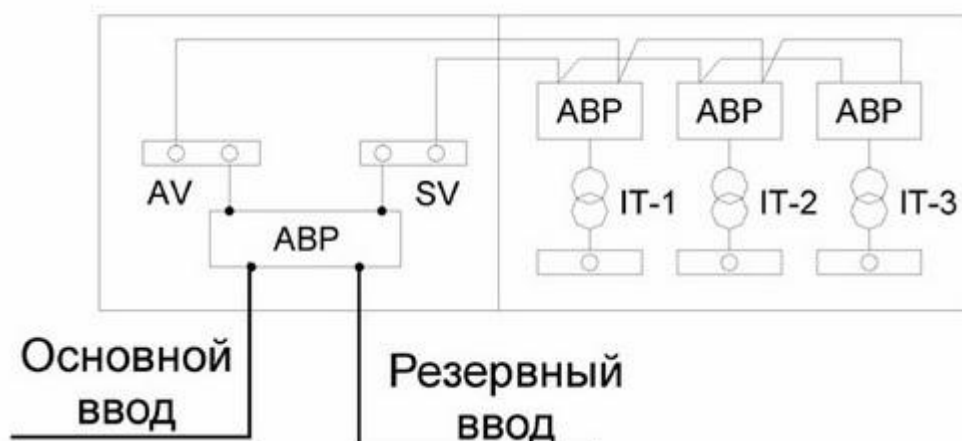 АВР АВР АВР
AV SV IT-1 IT-2 IT-3
АВР
Основной
ввод
Резервный
ввод